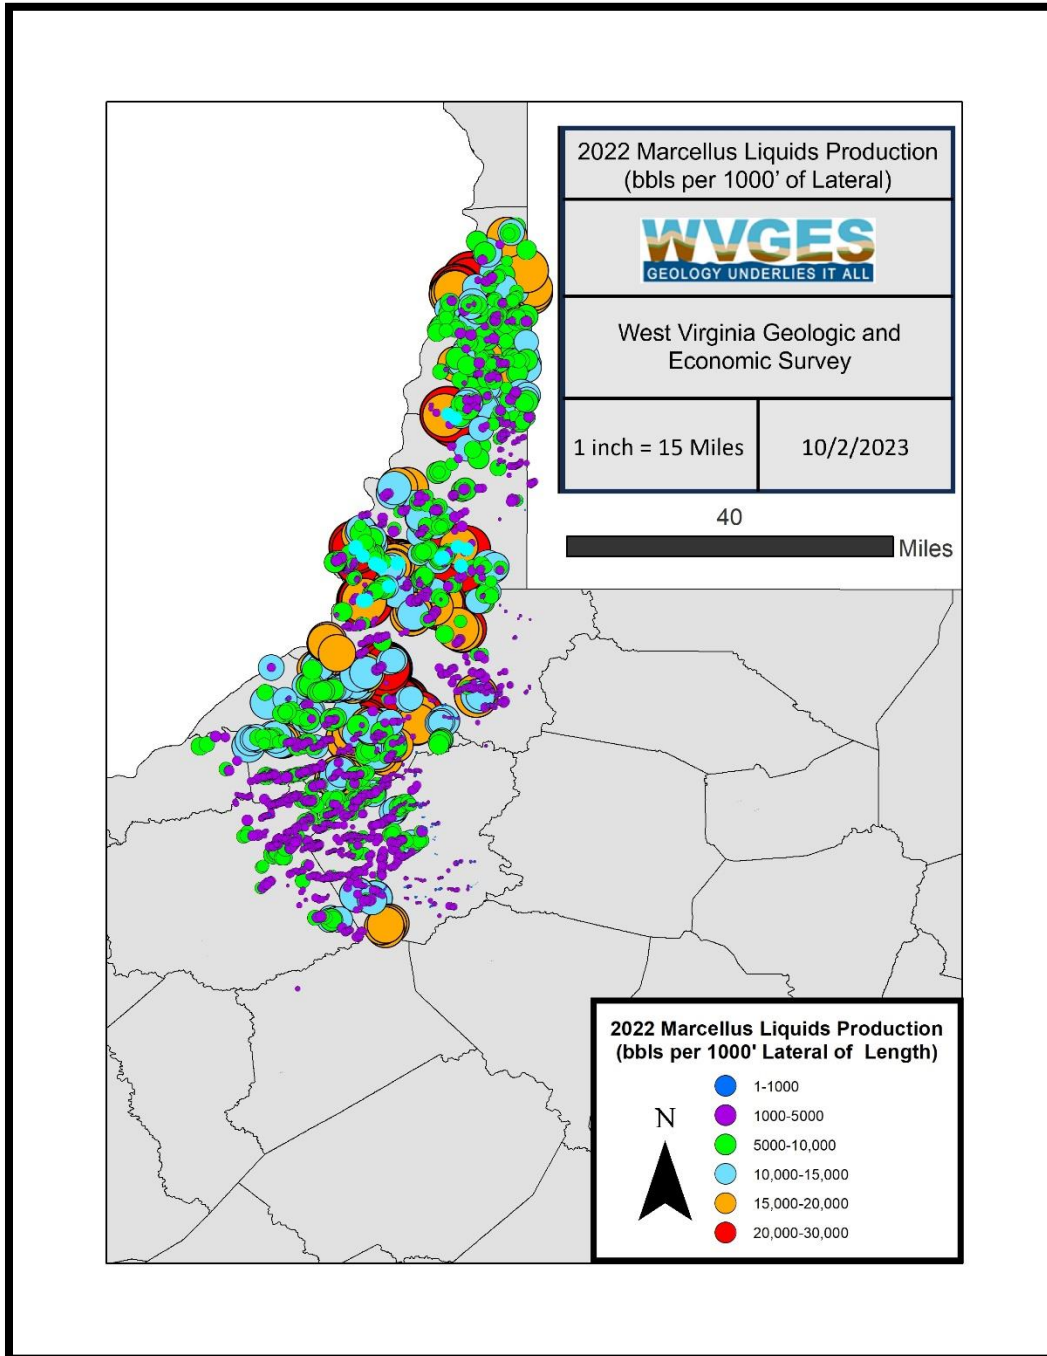 2022 Marcellus Liquids Production
(bbls per 1000' of Lateral)
WVGES
GEOLOGY UNDERLIES IT ALL
West Virginia Geologic and
Economic Survey
1 inch = 15 Miles
10/2/2023
40
Miles
2022 Marcellus Liquids Production
(bbls per 1000' Lateral of Length)
N
1-1000
1000-5000
5000-10,000
10,000-15,000
15,000-20,000
20,000-30,000